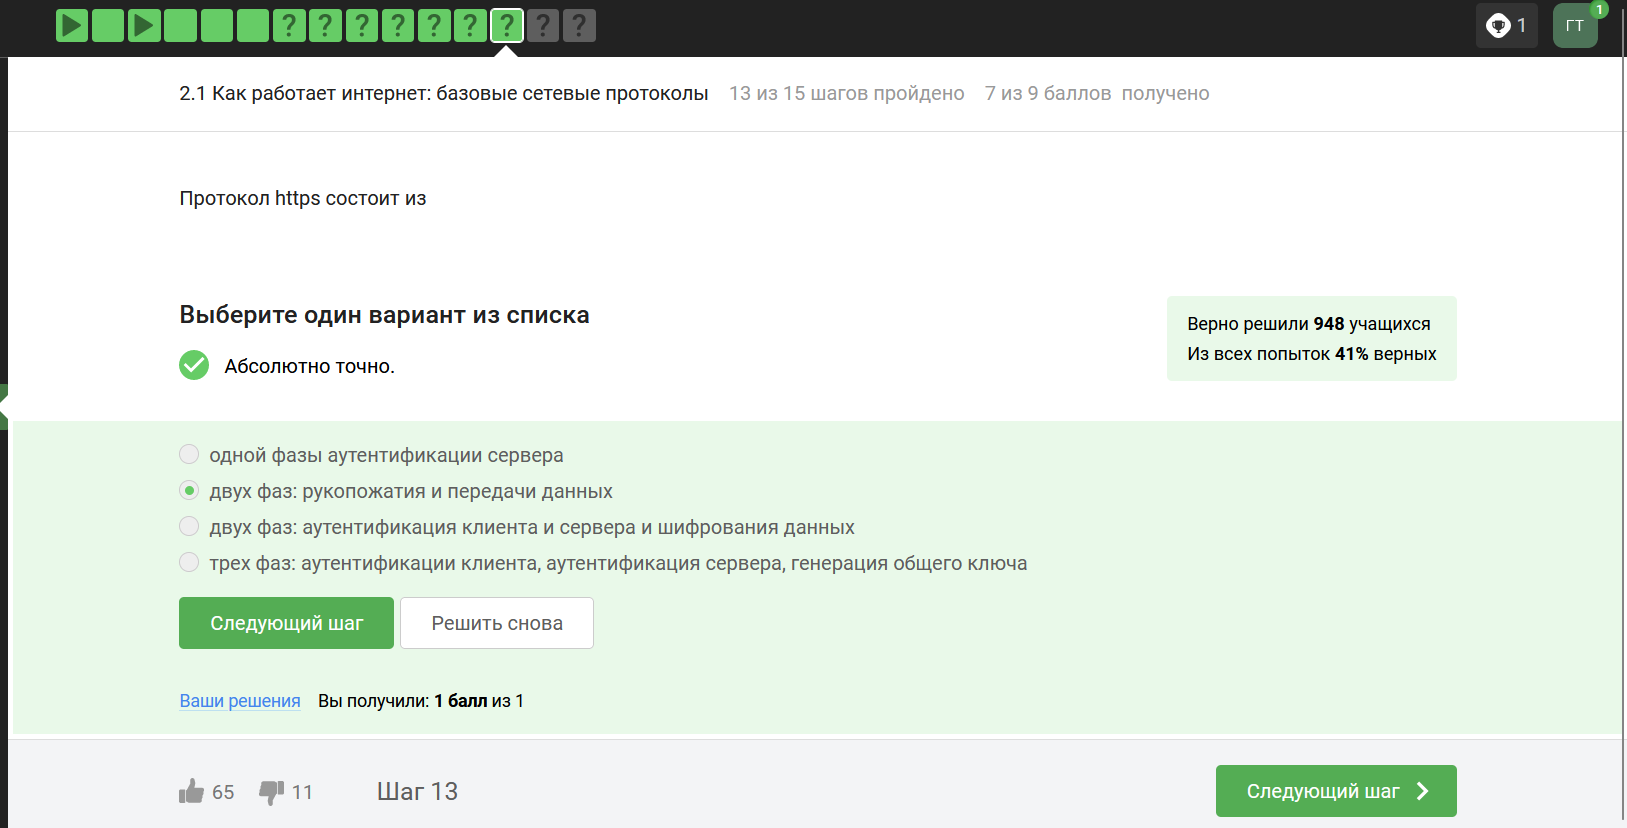 ? ? ? ? ? ? ? ? ?
1
ГТ
1
2.1 Как работает интернет: базовые сетевые протоколы 13 из 15 шагов пройдено 7 из 9 баллов получено
Протокол https состоит из
Выберите один вариант из списка
Абсолютно точно.
Верно решили 948 учащихся
Из всех попыток 41% верных
одной фазы аутентификации сервера
двух фаз: рукопожатия и передачи данных
двух фаз: аутентификация клиента и сервера и шифрования данных
трех фаз: аутентификации клиента, аутентификация сервера, генерация общего ключа
Следующий шаг Решить снова
Ваши решения Вы получили: 1 балл из 1
65 11 Шаг 13 Следующий шаг